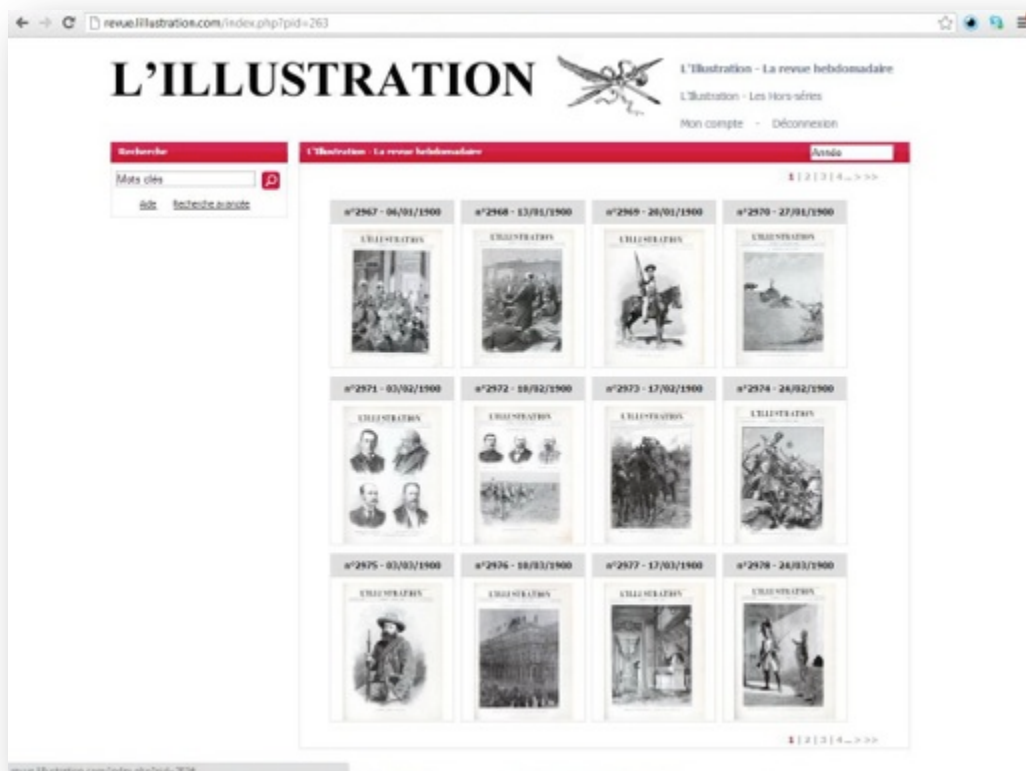 revue.lillustration.com/index.php?pid=263
L'ILLUSTRATION
L'Illustration - La revue hebdomadaire
L'Illustration - Les Hors-séries
Mon compte - Déconnexion
Recherche
L'Illustration - La revue hebdomadaire
Année
Mots clés
Aide Recherche avancée
1 | 2 | 3 | 4 ... > >>
n°2967 - 06/01/1900 n°2968 - 13/01/1900 n°2969 - 20/01/1900 n°2970 - 27/01/1900
L'ILLUSTRATION L'ILLUSTRATION L'ILLUSTRATION L'ILLUSTRATION
n°2971 - 03/02/1900 n°2972 - 10/02/1900 n°2973 - 17/02/1900 n°2974 - 24/02/1900
L'ILLUSTRATION L'ILLUSTRATION L'ILLUSTRATION L'ILLUSTRATION
n°2975 - 03/03/1900 n°2976 - 10/03/1900 n°2977 - 17/03/1900 n°2978 - 24/03/1900
L'ILLUSTRATION L'ILLUSTRATION L'ILLUSTRATION L'ILLUSTRATION
1 | 2 | 3 | 4 ... > >>